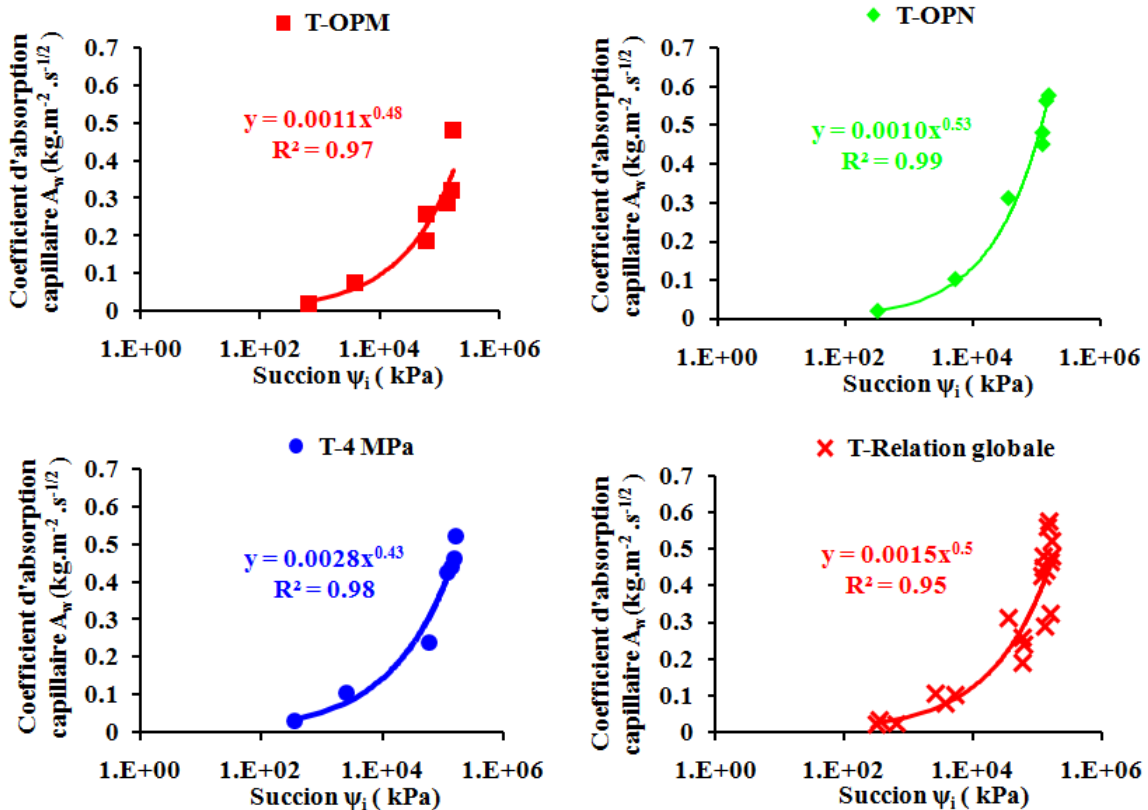 T-OPM
Coefficient d'absorption
capillaire A_w (kg.m^-2 .s^-1/2)
0.7
0.6
0.5
0.4
0.3
0.2
0.1
0
y = 0.0011x^0.48
R² = 0.97
1.E+00 1.E+02 1.E+04 1.E+06
Succion ψ_i ( kPa)
T-OPN
Coefficient d'absorption
capillaire A_w (kg.m^-2 .s^-1/2)
0.7
0.6
0.5
0.4
0.3
0.2
0.1
0
y = 0.0010x^0.53
R² = 0.99
1.E+00 1.E+02 1.E+04 1.E+06
Succion ψ_i ( kPa)
T-4 MPa
Coefficient d'absorption
capillaire A_w (kg.m^-2 .s^-1/2)
0.7
0.6
0.5
0.4
0.3
0.2
0.1
0
y = 0.0028x^0.43
R² = 0.98
1.E+00 1.E+02 1.E+04 1.E+06
Succion ψ_i ( kPa)
T-Relation globale
Coefficient d'absorption
capillaire A_w (kg.m^-2 .s^-1/2)
0.7
0.6
0.5
0.4
0.3
0.2
0.1
0
y = 0.0015x^0.5
R² = 0.95
1.E+00 1.E+02 1.E+04 1.E+06
Succion ψ_i ( kPa)